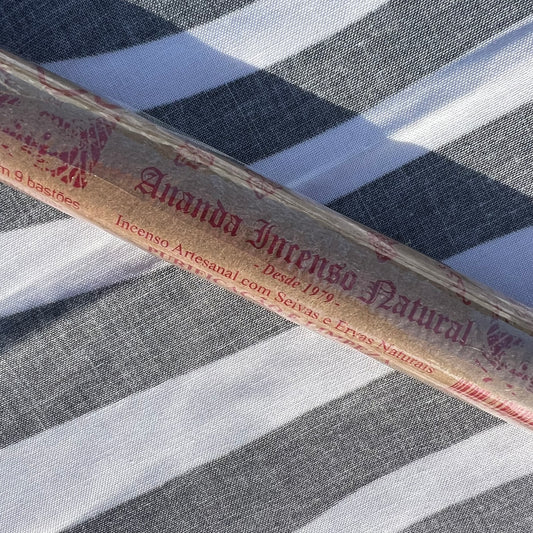 9 bastões
Ananda Incenso Natural
- Desde 1979 -
Incenso Artesanal com Seivas e Ervas Naturais